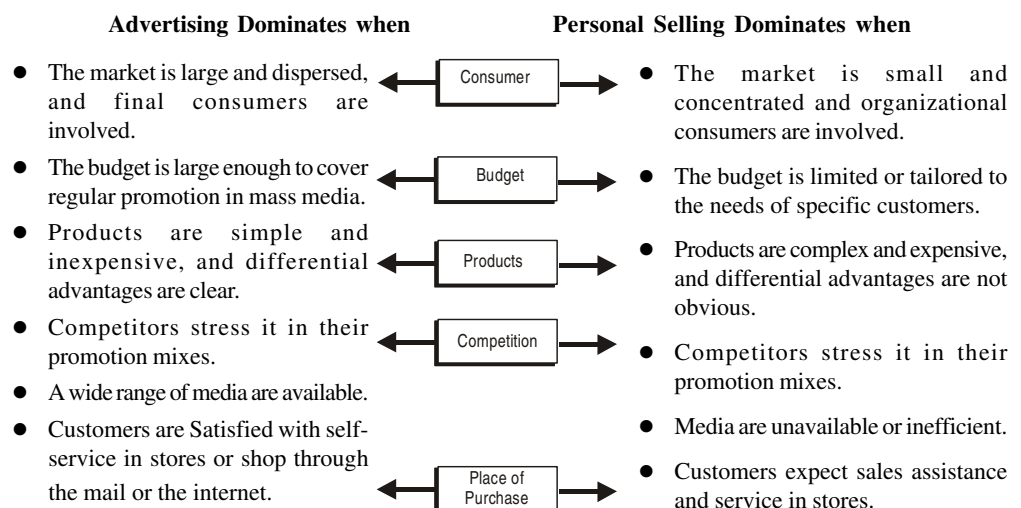 Advertising Dominates when
● The market is large and dispersed,
and final consumers are
involved.
● The budget is large enough to cover
regular promotion in mass media.
● Products are simple and
inexpensive, and differential
advantages are clear.
● Competitors stress it in their
promotion mixes.
● A wide range of media are available.
● Customers are Satisfied with self-
service in stores or shop through
the mail or the internet.
Consumer
Budget
Products
Competition
Place of
Purchase
Personal Selling Dominates when
● The market is small and
concentrated and organizational
consumers are involved.
● The budget is limited or tailored to
the needs of specific customers.
● Products are complex and expensive,
and differential advantages are not
obvious.
● Competitors stress it in their
promotion mixes.
● Media are unavailable or inefficient.
● Customers expect sales assistance
and service in stores.